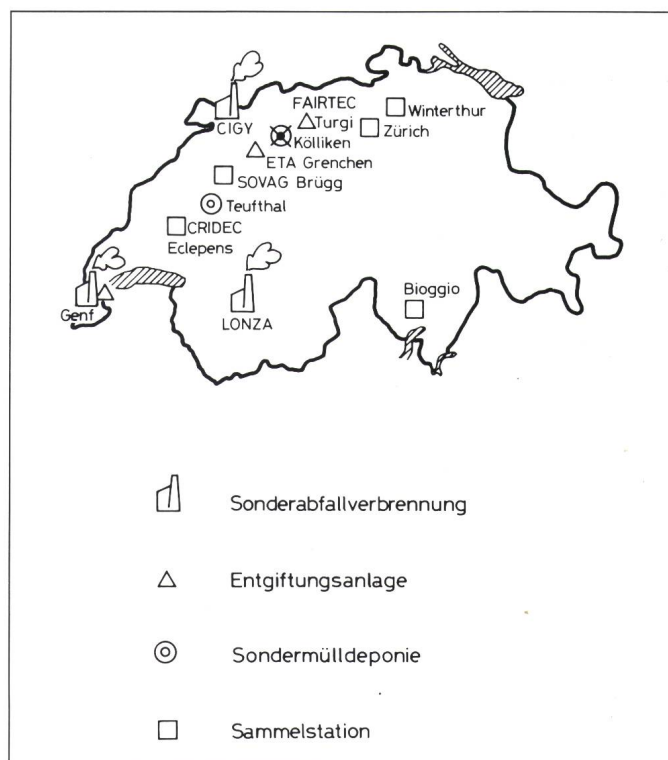 FAIRTEC
Winterthur
CIGY
Turgi
Zürich
Kölliken
ETA Grenchen
SOVAG Brügg
Teufthal
CRIDEC
Eclepens
Genf
LONZA
Bioggio
Sonderabfallverbrennung
Entgiftungsanlage
Sondermülldeponie
Sammelstation